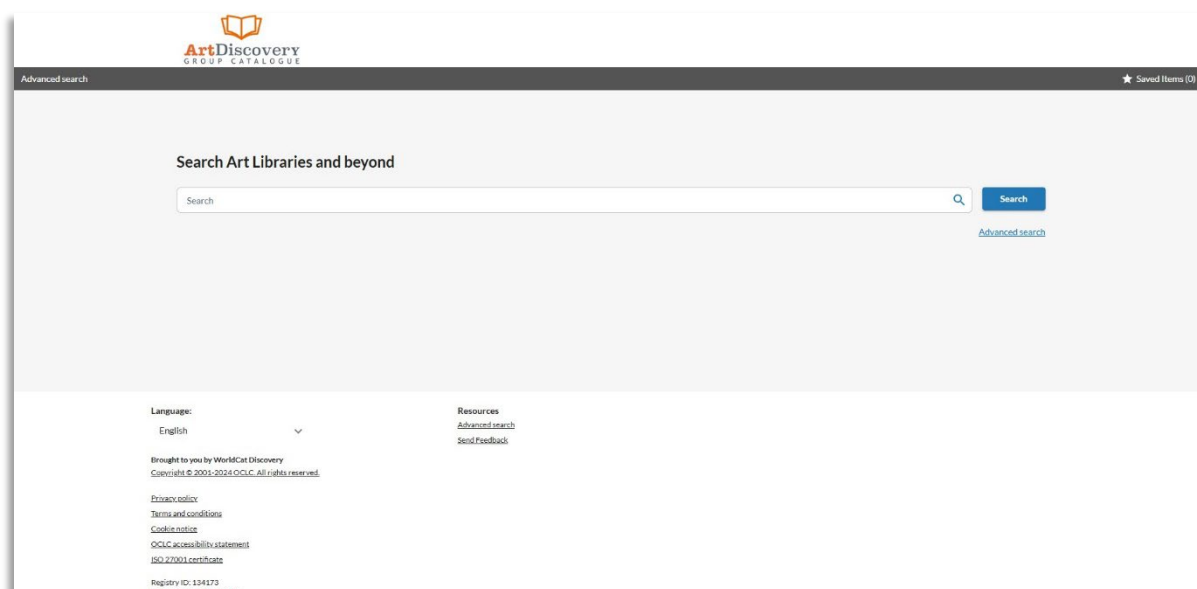 ArtDiscovery
GROUP CATALOGUE
Advanced search
Saved Items (0)
Search Art Libraries and beyond
Search
Search
Advanced search
Language:
English
Brought to you by WorldCat Discovery
Copyright © 2001-2024 OCLC. All rights reserved.
Privacy policy
Terms and conditions
Cookie notice
OCLC accessibility statement
ISO 27001 certificate
Registry ID: 134173
Resources
Advanced search
Send Feedback